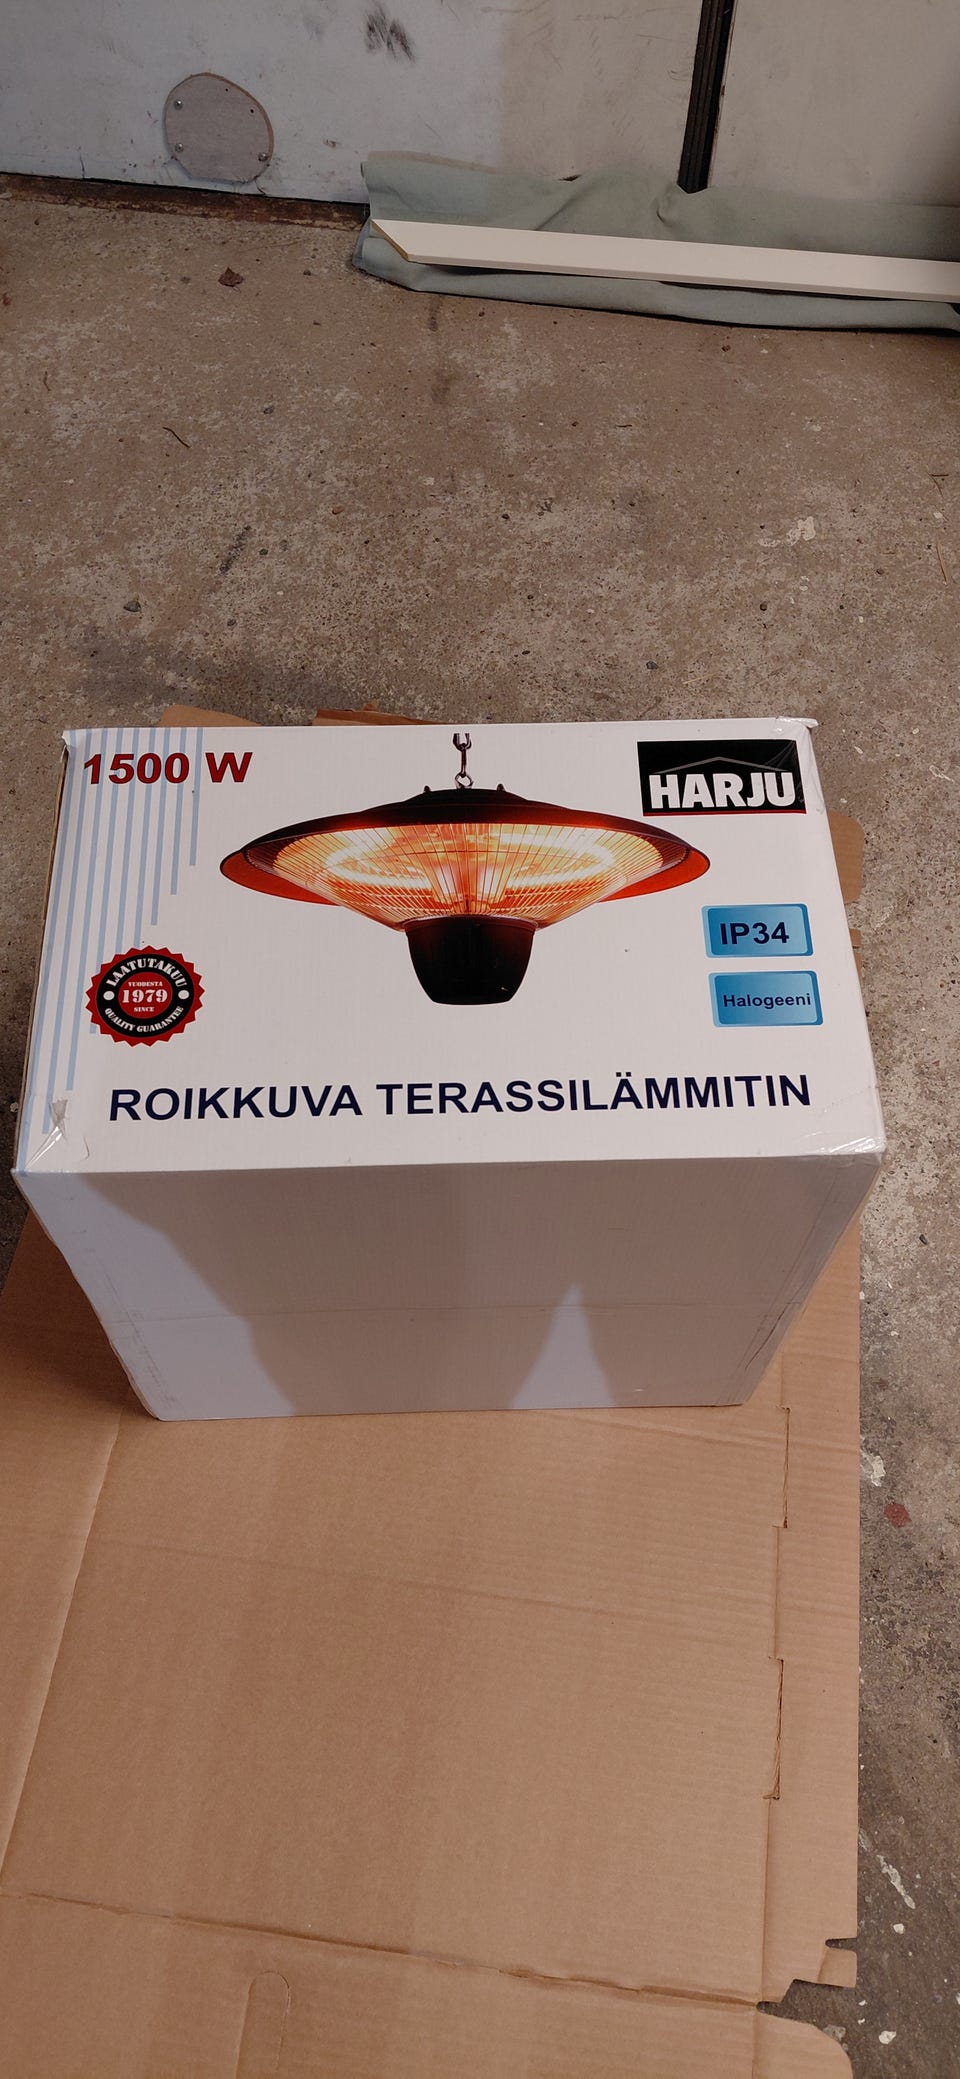 1500 W
HARJU
IP34
Halogeeni
LAATUTAKUU
VUODESTA
1979
SINCE
QUALITY GUARANTEE
ROIKKUVA TERASSILÄMMITIN